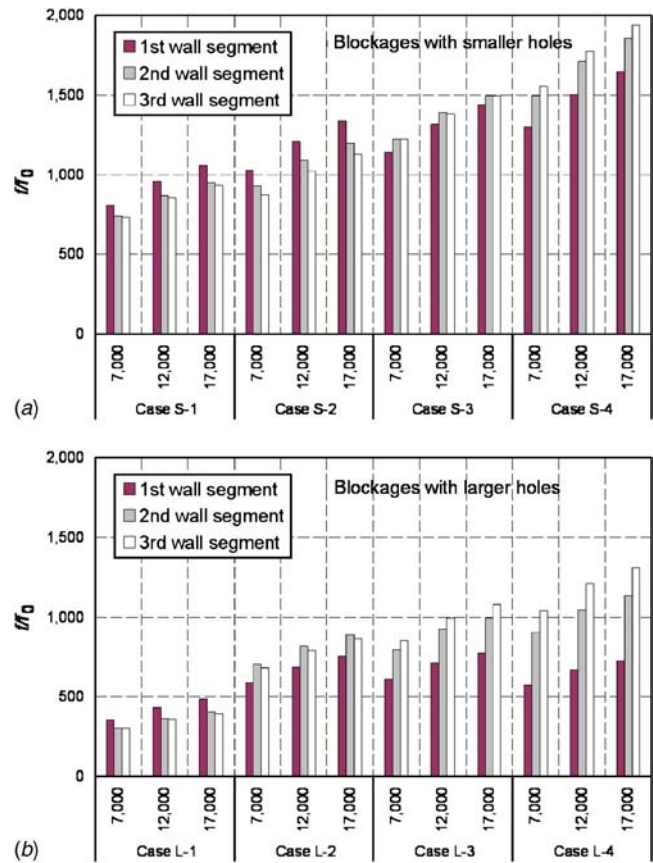 2,000
1st wall segment
2nd wall segment
3rd wall segment
Blockages with smaller holes
1,500
f/f0
1,000
500
0
7,000
12,000
17,000
7,000
12,000
17,000
7,000
12,000
17,000
7,000
12,000
17,000
(a)
Case S-1
Case S-2
Case S-3
Case S-4
2,000
1st wall segment
2nd wall segment
3rd wall segment
Blockages with larger holes
1,500
f/f0
1,000
500
0
7,000
12,000
17,000
7,000
12,000
17,000
7,000
12,000
17,000
7,000
12,000
17,000
(b)
Case L-1
Case L-2
Case L-3
Case L-4